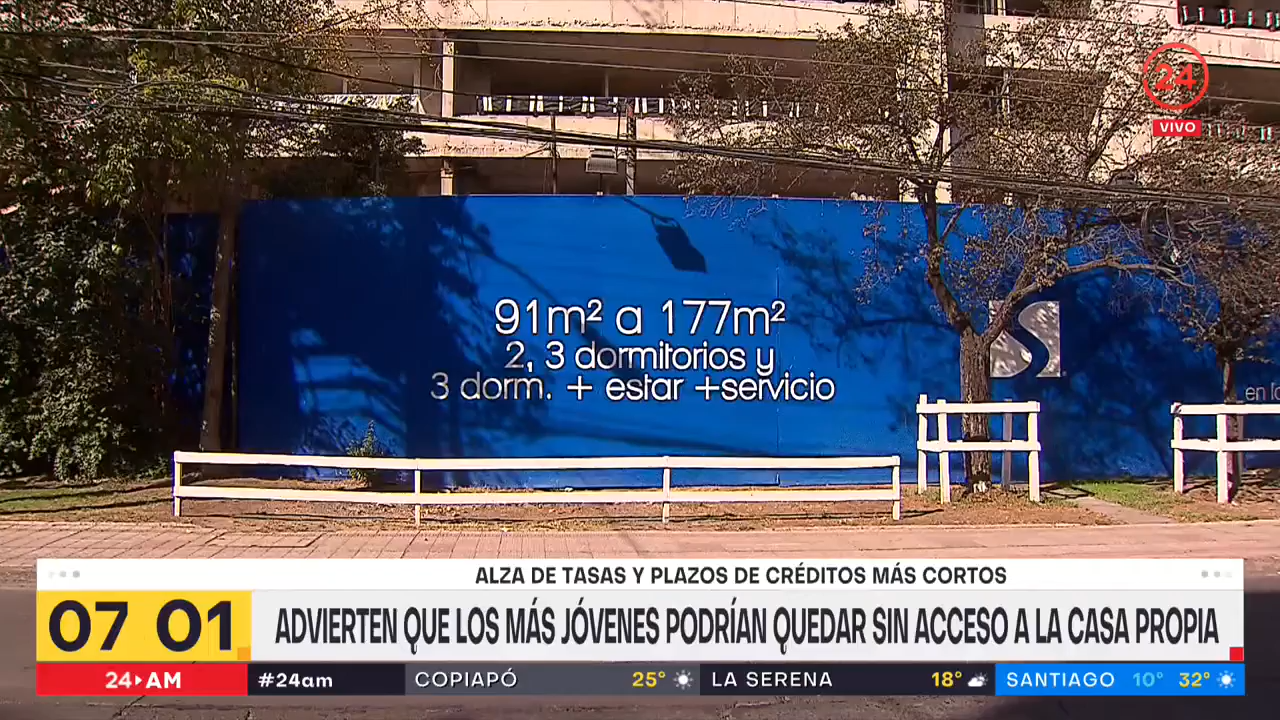 24
VIVO
91m² a 177m²
2, 3 dormitorios y
3 dorm. + estar +servicio
S
ALZA DE TASAS Y PLAZOS DE CRÉDITOS MÁS CORTOS
07 01
ADVIERTEN QUE LOS MÁS JÓVENES PODRÍAN QUEDAR SIN ACCESO A LA CASA PROPIA
24 AM
#24am
COPIAPÓ 25°
LA SERENA 18°
SANTIAGO 10° 32°